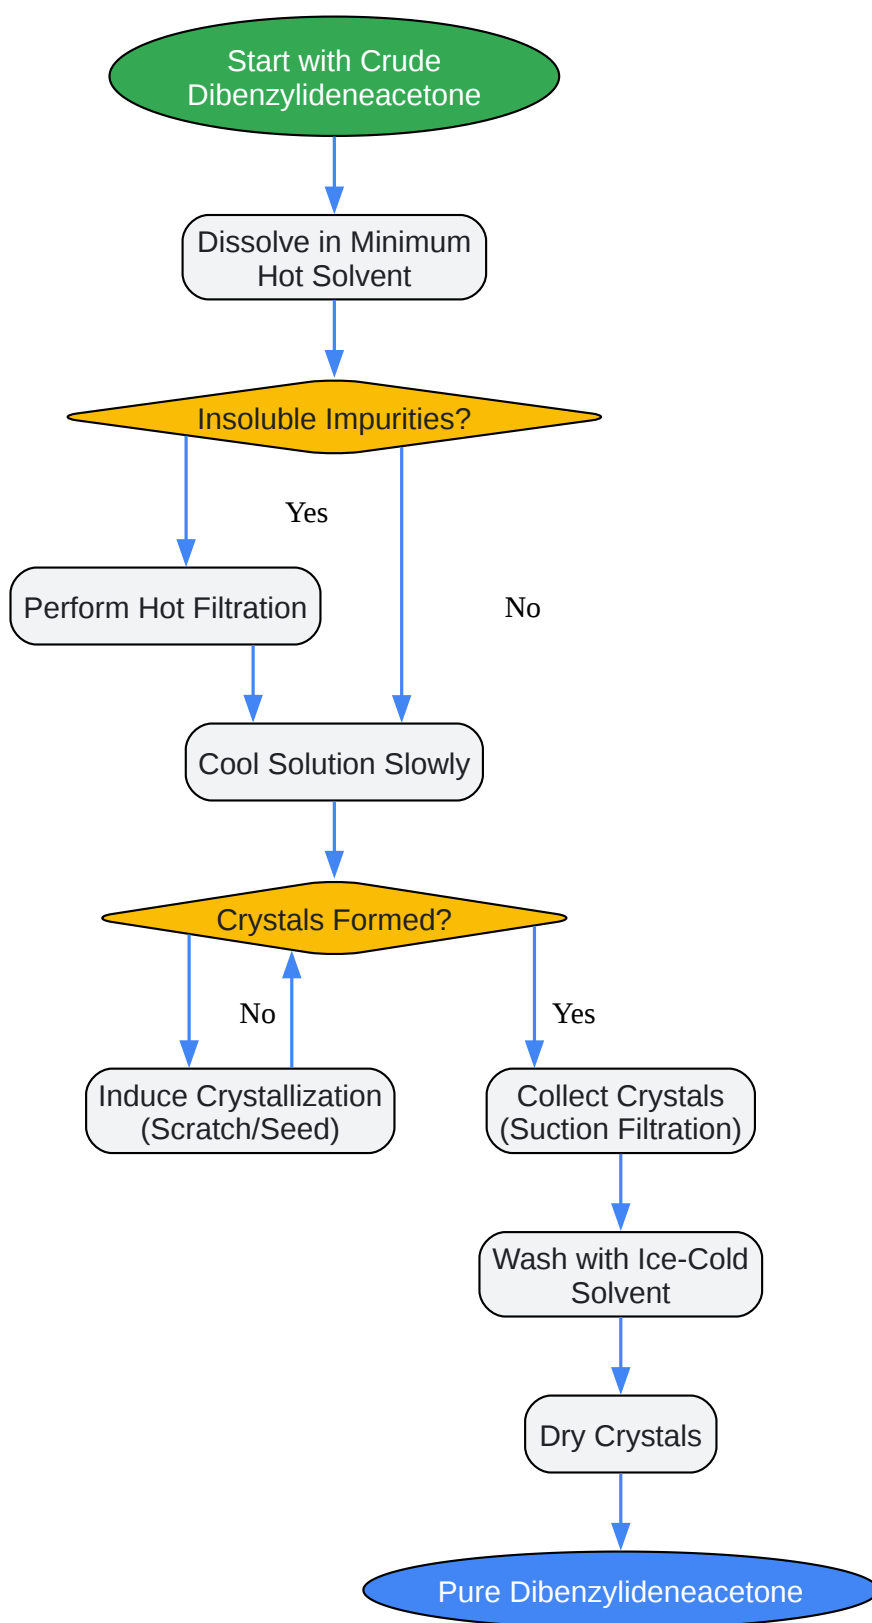 Start with Crude
Dibenzylideneacetone
Dissolve in Minimum
Hot Solvent
Insoluble Impurities?
Yes
Perform Hot Filtration
No
Cool Solution Slowly
Crystals Formed?
No
Yes
Induce Crystallization
(Scratch/Seed)
Collect Crystals
(Suction Filtration)
Wash with Ice-Cold
Solvent
Dry Crystals
Pure Dibenzylideneacetone